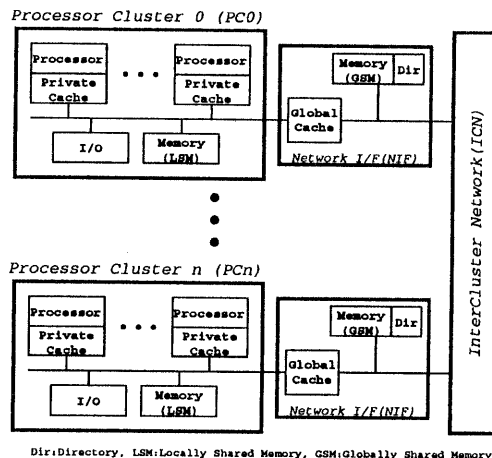 Processor Cluster 0 (PC0)
Processor
Private
Cache
Processor
Private
Cache
I/O
Memory
(LSM)
Memory
(GSM)
Dir
Global
Cache
Network I/F(NIF)
InterCluster Network(ICN)
Processor Cluster n (PCn)
Processor
Private
Cache
Processor
Private
Cache
I/O
Memory
(LSM)
Memory
(GSM)
Dir
Global
Cache
Network I/F(NIF)
Dir:Directory, LSM:Locally Shared Memory, GSM:Globally Shared Memory